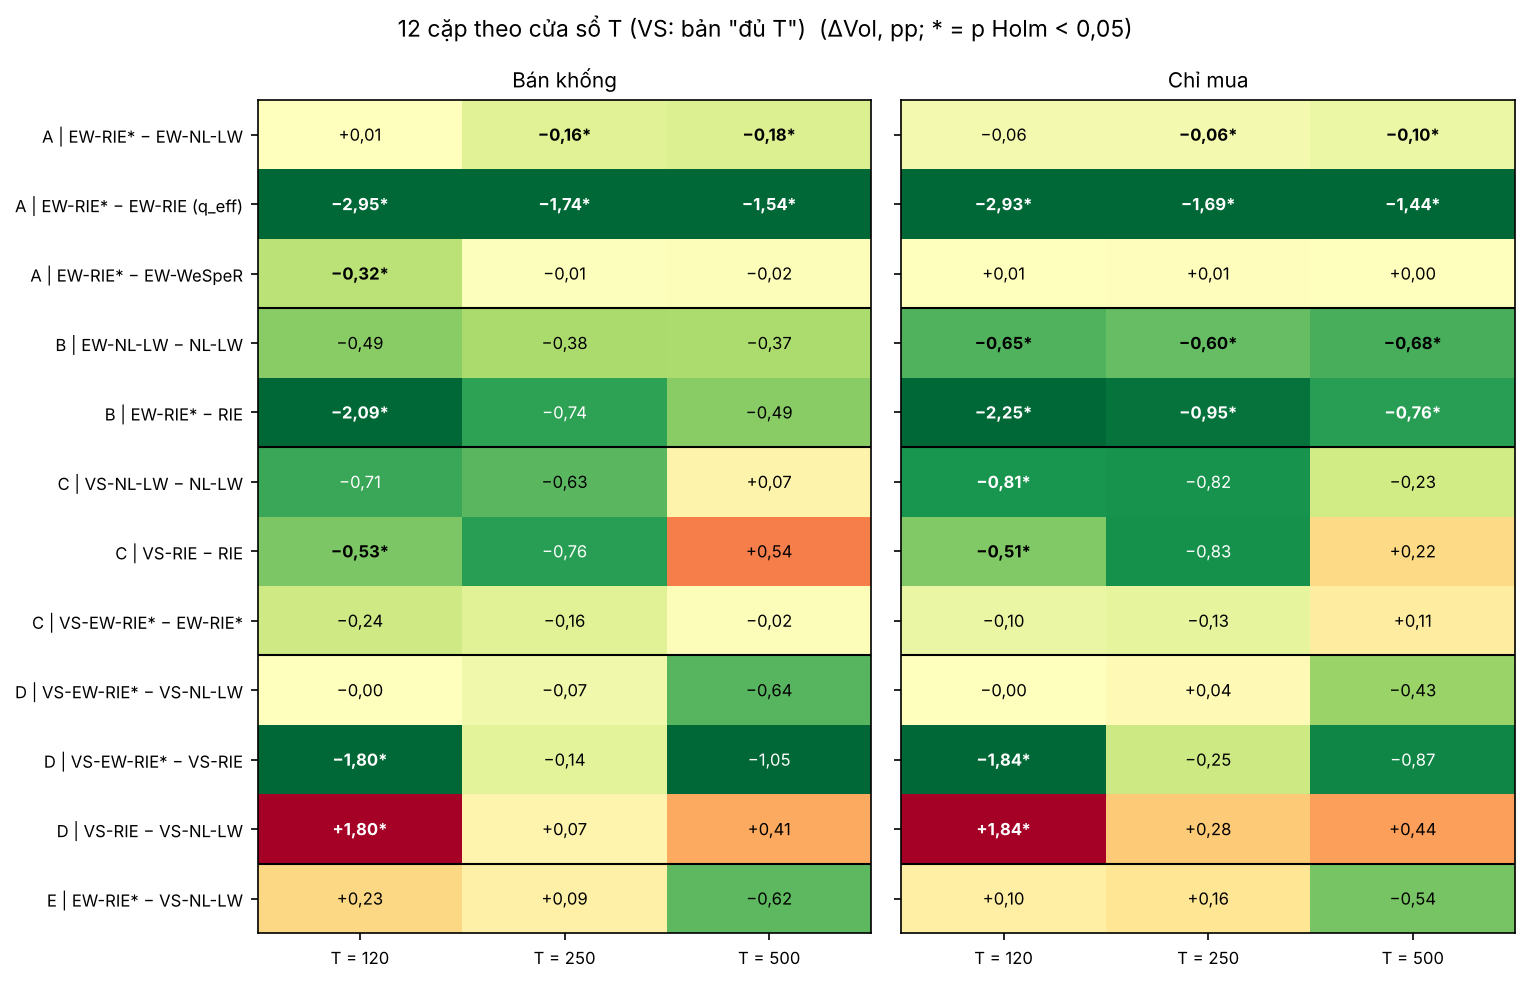 12 cặp theo cửa sổ T (VS: bản "đủ T")  (ΔVol, pp; * = p Holm < 0,05)
Bán khống
Chỉ mua
A | EW-RIE* − EW-NL-LW +0,01 −0,16* −0,18* −0,06 −0,06* −0,10*
A | EW-RIE* − EW-RIE (q_eff) −2,95* −1,74* −1,54* −2,93* −1,69* −1,44*
A | EW-RIE* − EW-WeSpeR −0,32* −0,01 −0,02 +0,01 +0,01 +0,00
B | EW-NL-LW − NL-LW −0,49 −0,38 −0,37 −0,65* −0,60* −0,68*
B | EW-RIE* − RIE −2,09* −0,74 −0,49 −2,25* −0,95* −0,76*
C | VS-NL-LW − NL-LW −0,71 −0,63 +0,07 −0,81* −0,82 −0,23
C | VS-RIE − RIE −0,53* −0,76 +0,54 −0,51* −0,83 +0,22
C | VS-EW-RIE* − EW-RIE* −0,24 −0,16 −0,02 −0,10 −0,13 +0,11
D | VS-EW-RIE* − VS-NL-LW −0,00 −0,07 −0,64 −0,00 +0,04 −0,43
D | VS-EW-RIE* − VS-RIE −1,80* −0,14 −1,05 −1,84* −0,25 −0,87
D | VS-RIE − VS-NL-LW +1,80* +0,07 +0,41 +1,84* +0,28 +0,44
E | EW-RIE* − VS-NL-LW +0,23 +0,09 −0,62 +0,10 +0,16 −0,54
T = 120 T = 250 T = 500 T = 120 T = 250 T = 500